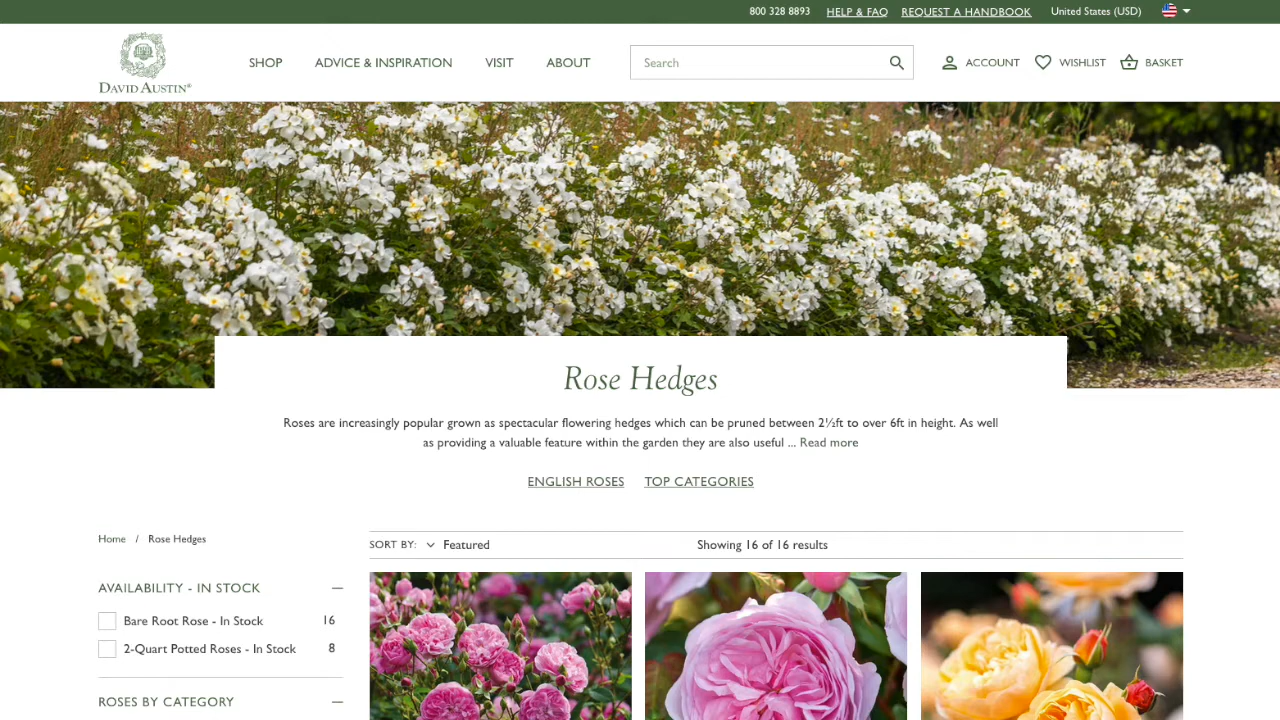 800 328 8893 HELP & FAQ REQUEST A HANDBOOK United States (USD)
DAVID AUSTIN®
SHOP ADVICE & INSPIRATION VISIT ABOUT Search ACCOUNT WISHLIST BASKET
Rose Hedges
Roses are increasingly popular grown as spectacular flowering hedges which can be pruned between 2½ft to over 6ft in height. As well
as providing a valuable feature within the garden they are also useful ... Read more
ENGLISH ROSES TOP CATEGORIES
Home / Rose Hedges
SORT BY: Featured Showing 16 of 16 results
AVAILABILITY - IN STOCK
Bare Root Rose - In Stock 16
2-Quart Potted Roses - In Stock 8
ROSES BY CATEGORY